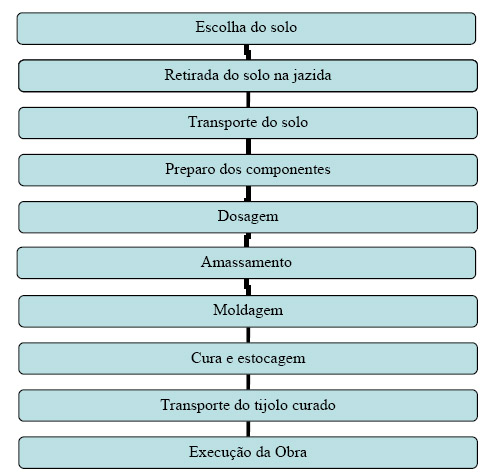 Escolha do solo
Retirada do solo na jazida
Transporte do solo
Preparo dos componentes
Dosagem
Amassamento
Moldagem
Cura e estocagem
Transporte do tijolo curado
Execução da Obra